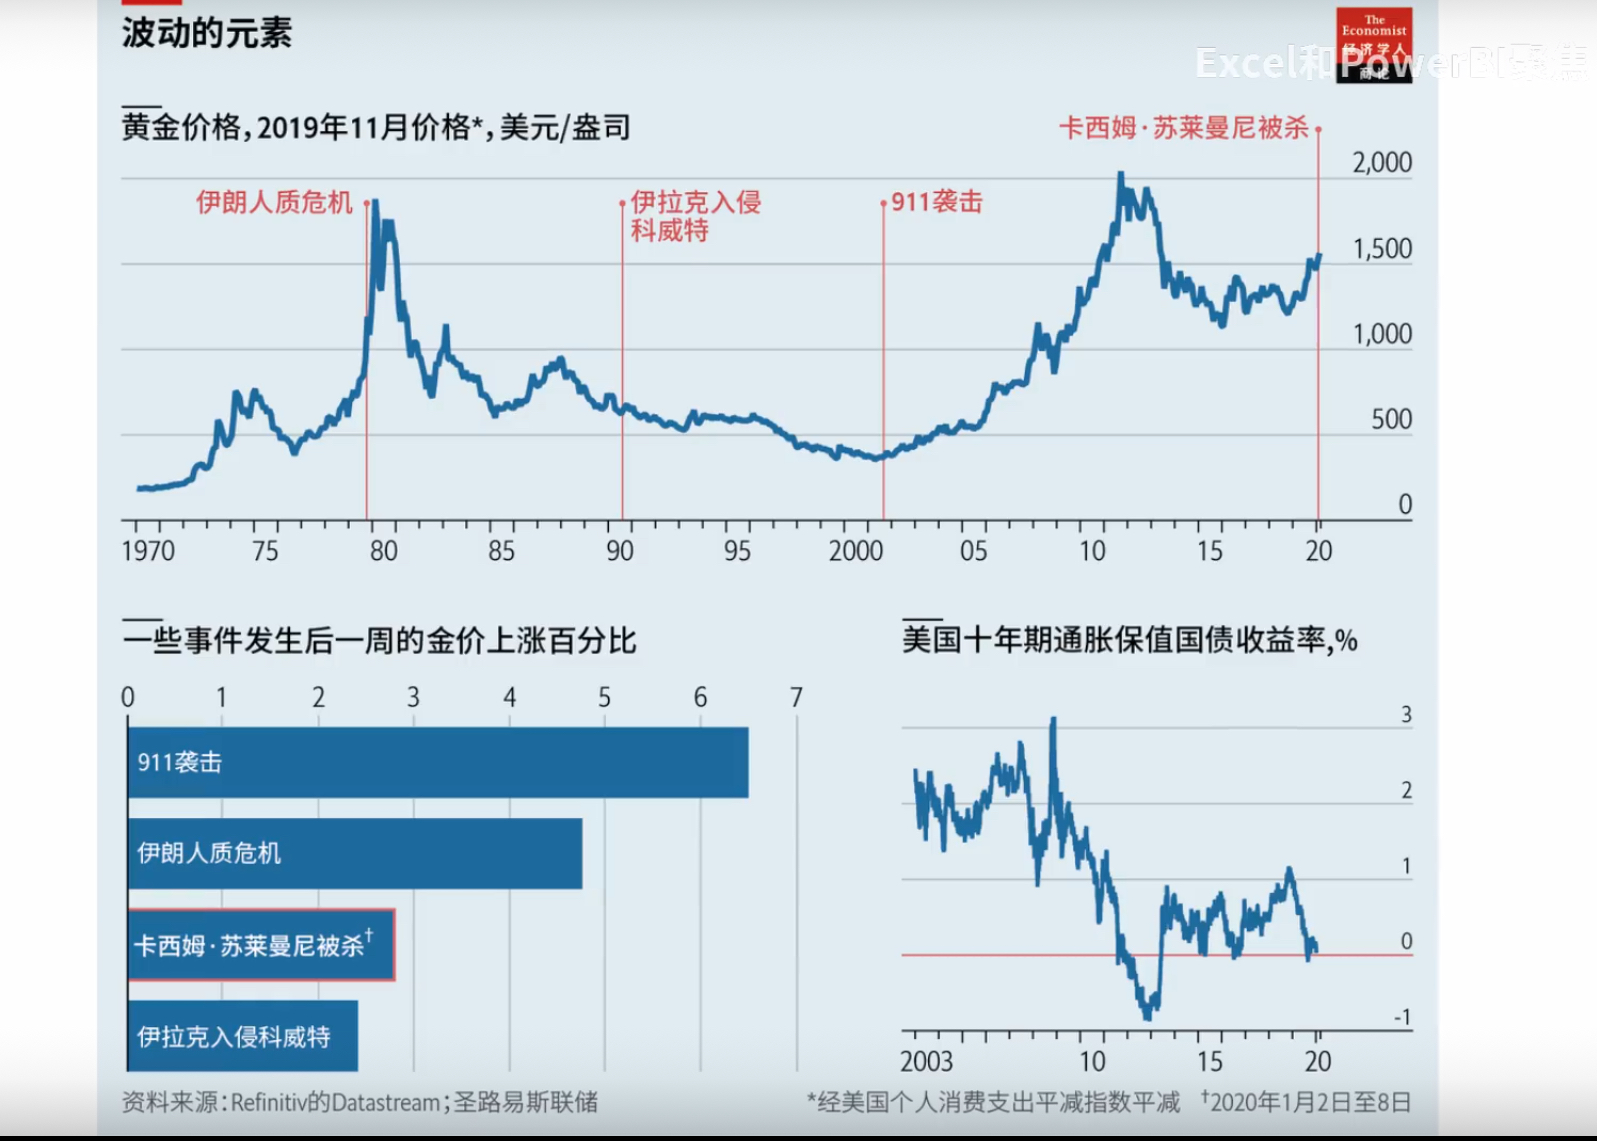 波动的元素
The
Economist
经济学人
商论
Excel和PowerBI聚焦
黄金价格,2019年11月价格*,美元/盎司
卡西姆·苏莱曼尼被杀
伊朗人质危机
伊拉克入侵
科威特
911袭击
2,000
1,500
1,000
500
0
1970 75 80 85 90 95 2000 05 10 15 20
一些事件发生后一周的金价上涨百分比
0 1 2 3 4 5 6 7
911袭击
伊朗人质危机
卡西姆·苏莱曼尼被杀†
伊拉克入侵科威特
美国十年期通胀保值国债收益率,%
3
2
1
0
-1
2003 10 15 20
资料来源:Refinitiv的Datastream;圣路易斯联储
*经美国个人消费支出平减指数平减 †2020年1月2日至8日